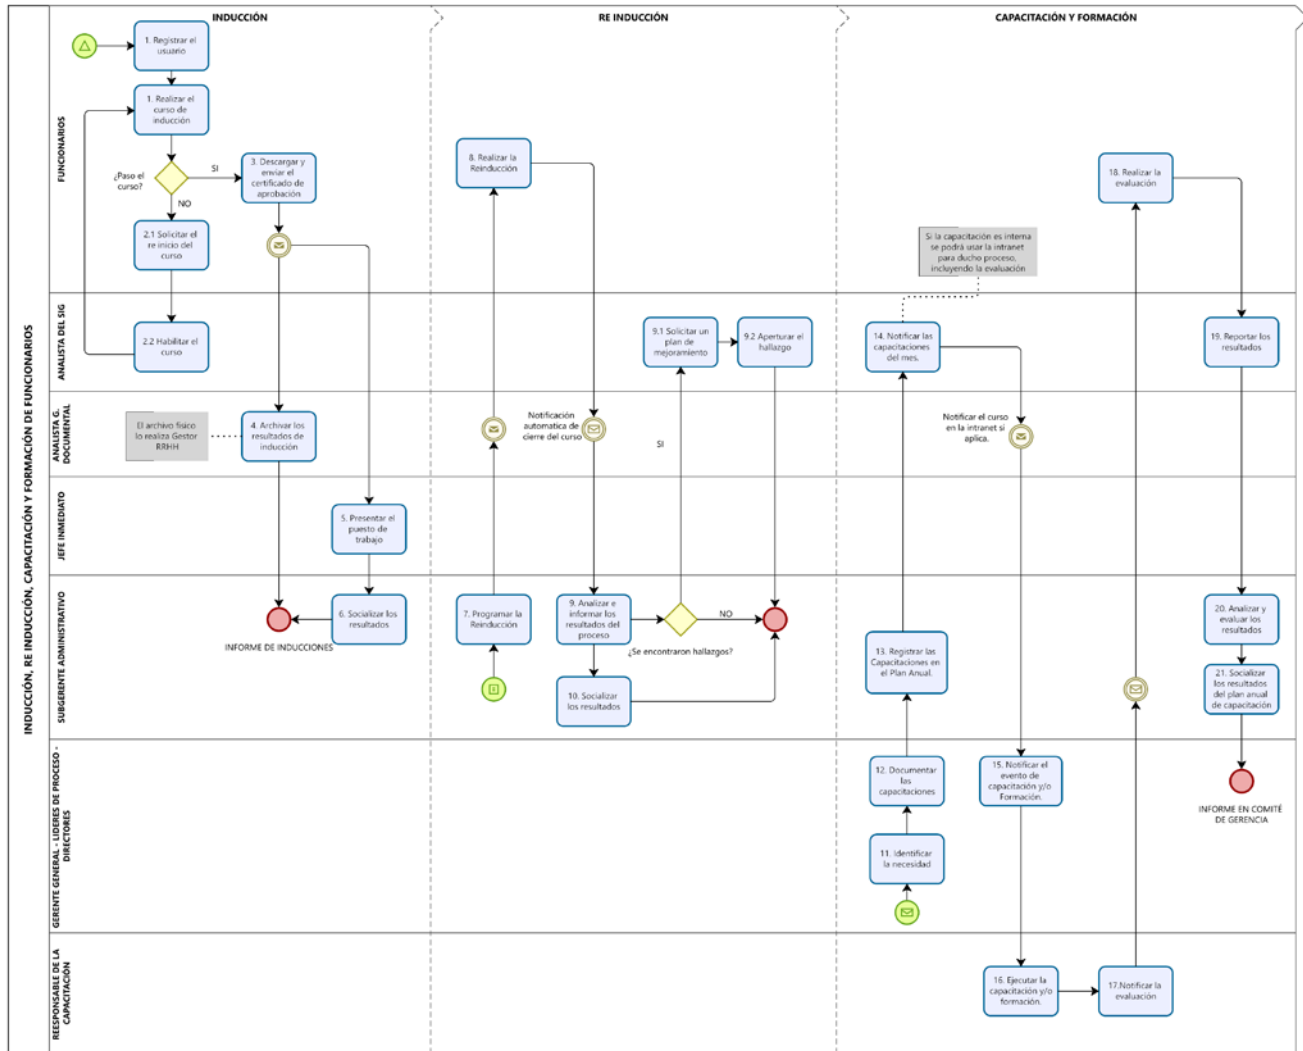 INDUCCIÓN, RE INDUCCIÓN, CAPACITACIÓN Y FORMACIÓN DE FUNCIONARIOS
INDUCCIÓN
RE INDUCCIÓN
CAPACITACIÓN Y FORMACIÓN
FUNCIONARIOS
1. Registrar el
usuario
1. Realizar el
curso de
inducción
¿Paso el
curso?
SI
NO
3. Descargar y
enviar el
certificado de
aprobación
2.1 Solicitar el
re inicio del
curso
8. Realizar la
Reinducción
18. Realizar la
evaluación
Si la capacitación es interna
se podrá usar la intranet
para ducho proceso,
incluyendo la evaluación
ANALISTA DEL SIG
2.2 Habilitar el
curso
9.1 Solicitar un
plan de
mejoramiento
9.2 Aperturar el
hallazgo
14. Notificar las
capacitaciones
del mes.
19. Reportar los
resultados
ANALISTA G.
DOCUMENTAL
El archivo físico
lo realiza Gestor
RRHH
4. Archivar los
resultados de
inducción
Notificación
automatica de
cierre del curso
SI
Notificar el curso
en la intranet si
aplica.
JEFE INMEDIATO
5. Presentar el
puesto de
trabajo
SUBGERENTE ADMINISTRATIVO
6. Socializar los
resultados
INFORME DE INDUCCIONES
7. Programar la
Reinducción
9. Analizar e
informar los
resultados del
proceso
NO
¿Se encontraron hallazgos?
10. Socializar
los resultados
13. Registrar las
Capacitaciones en
el Plan Anual.
20. Analizar y
evaluar los
resultados
21. Socializar
los resultados
del plan anual
de capacitación
GERENTE GENERAL - LIDERES DE PROCESO -
DIRECTORES
12. Documentar
las
capacitaciones
11. Identificar
la necesidad
15. Notificar el
evento de
capacitación y/o
Formación.
INFORME EN COMITÉ
DE GERENCIA
REESPONSABLE DE LA
CAPACITACIÓN
16. Ejecutar la
capacitación y/o
formación.
17.Notificar la
evaluación